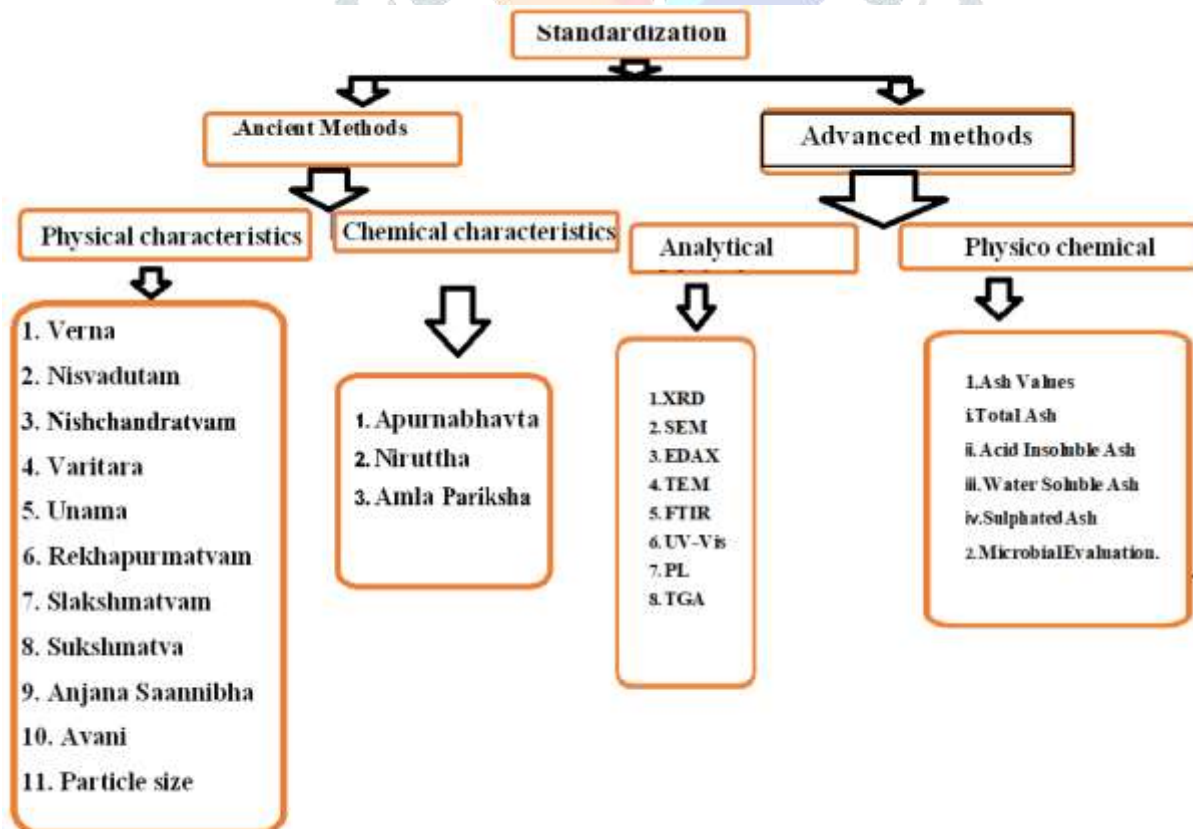 Standardization
.Ancient Methods
Advanced methods
Physical characteristics
Chemical characteristics
Analytical
Physico chemical
1. Verna
2. Nisvadutam
3. Nishchandratvam
4. Varitara
5. Unama
6. Rekhapurmatvam
7. Slakshmatvam
8. Sukshmatva
9. Anjana Saannibha
10. Avani
11. Particle size
1. Apurnabhavta
2. Niruttha
3. Amla Pariksha
1.XRD
2. SEM
3. EDAX
4. TEM
5. FTIR
6. UV-Vis
7. PL
8. TGA
1.Ash Values
i.Total Ash
ii. Acid Insoluble Ash
iii. Water Soluble Ash
iv.Sulphated Ash
2.MicrobialEvaluation.